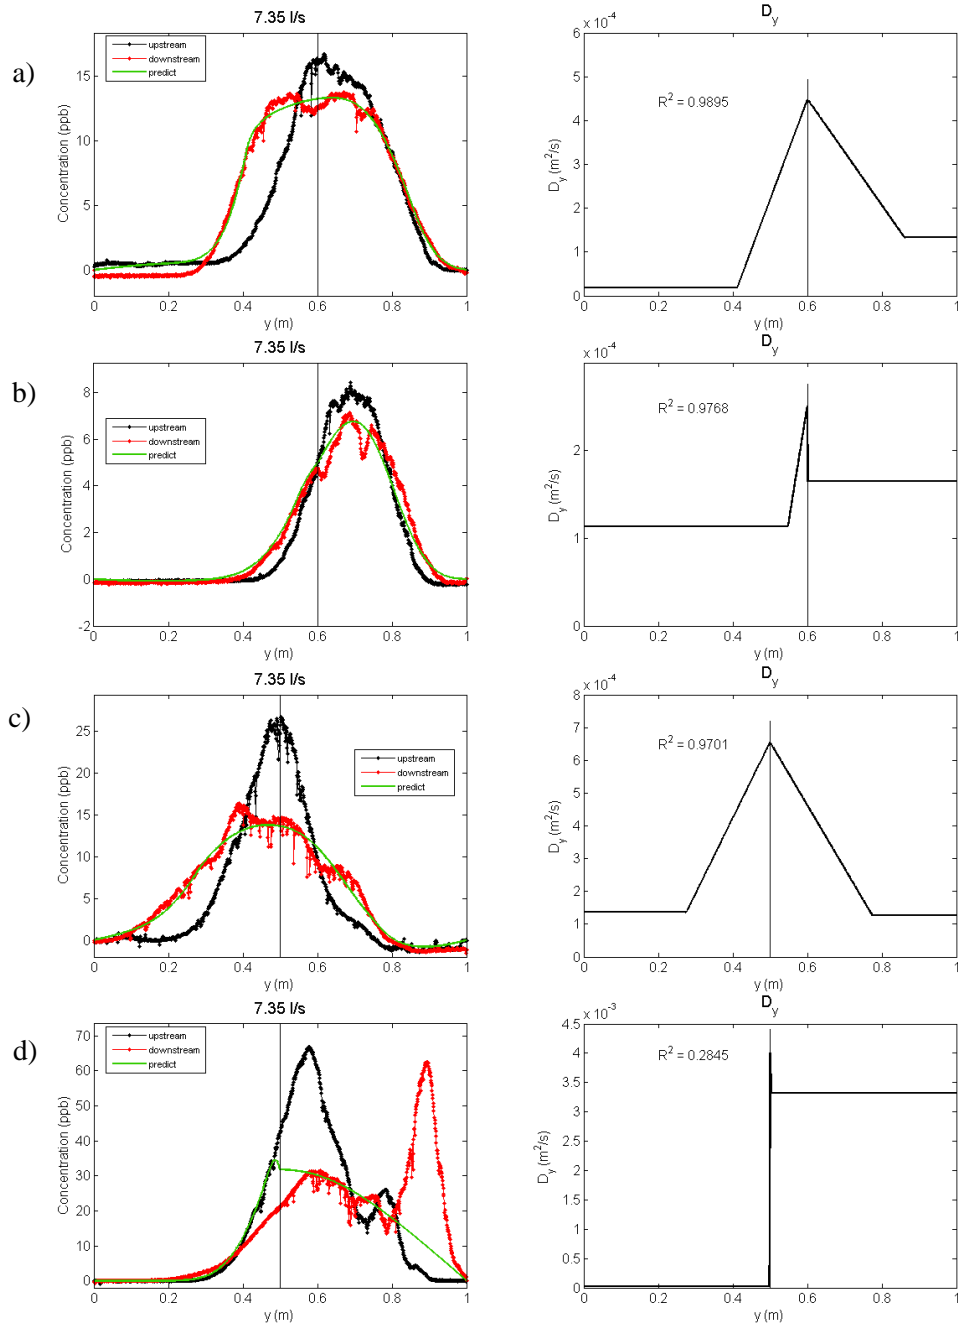 a)
7.35 l/s
upstream
downstream
predict
Concentration (ppb)
15
10
5
0
0 0.2 0.4 0.6 0.8 1
y (m)
D_y
x 10^-4
R^2 = 0.9895
D_y (m^2/s)
6
5
4
3
2
1
0
0 0.2 0.4 0.6 0.8 1
y (m)
b)
7.35 l/s
upstream
downstream
predict
Concentration (ppb)
8
6
4
2
0
-2
0 0.2 0.4 0.6 0.8 1
y (m)
D_y
x 10^-4
R^2 = 0.9768
D_y (m^2/s)
2
1
0
0 0.2 0.4 0.6 0.8 1
y (m)
c)
7.35 l/s
upstream
downstream
predict
Concentration (ppb)
25
20
15
10
5
0
0 0.2 0.4 0.6 0.8 1
y (m)
D_y
x 10^-4
R^2 = 0.9701
D_y (m^2/s)
8
7
6
5
4
3
2
1
0
0 0.2 0.4 0.6 0.8 1
y (m)
d)
7.35 l/s
upstream
downstream
predict
Concentration (ppb)
70
60
50
40
30
20
10
0
0 0.2 0.4 0.6 0.8 1
y (m)
D_y
x 10^-3
R^2 = 0.2845
D_y (m^2/s)
4.5
4
3.5
3
2.5
2
1.5
1
0.5
0
0 0.2 0.4 0.6 0.8 1
y (m)